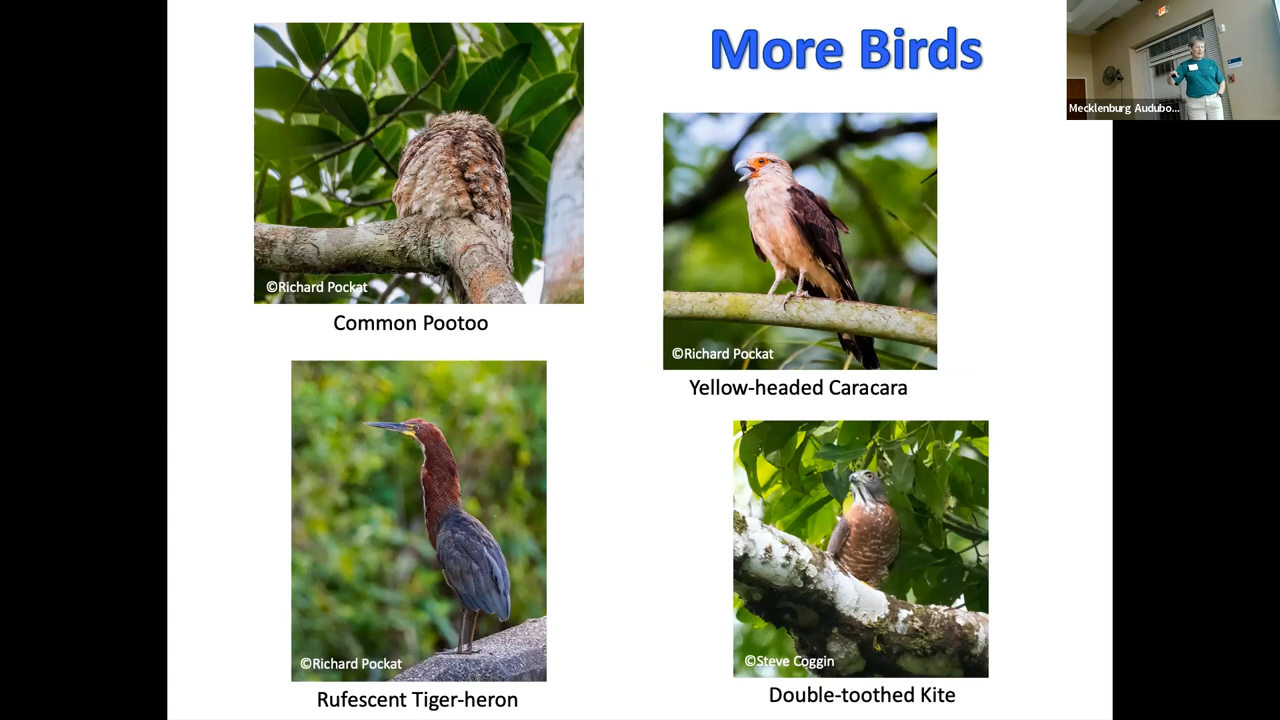 More Birds
Mecklenburg Audubo...
©Richard Pockat
Common Pootoo
©Richard Pockat
Yellow-headed Caracara
©Richard Pockat
Rufescent Tiger-heron
©Steve Coggin
Double-toothed Kite